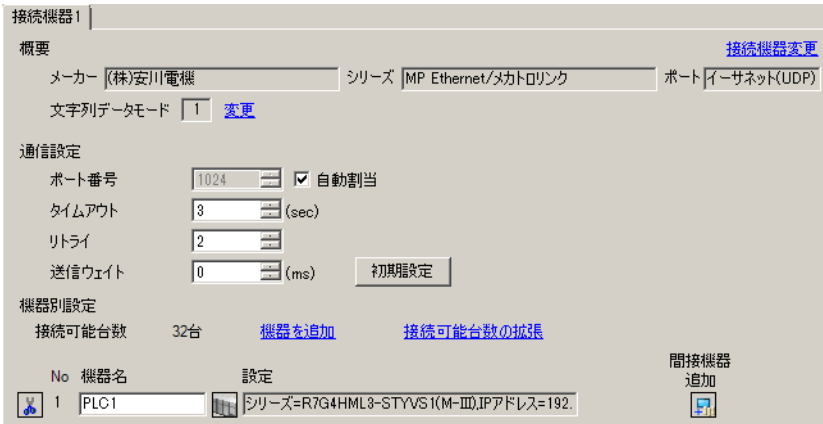 接続機器1
概要 接続機器変更
メーカー (株)安川電機 シリーズ MP Ethernet/メカトロリンク ポート イーサネット(UDP)
文字列データモード 1 変更
通信設定
ポート番号 1024 自動割当
タイムアウト 3 (sec)
リトライ 2
送信ウェイト 0 (ms) 初期設定
機器別設定
接続可能台数 32台 機器を追加 接続可能台数の拡張
間接機器
No 機器名 設定 追加
1 PLC1 シリーズ=R7G4HML3-STYVS1(M-Ⅲ),IPアドレス=192.